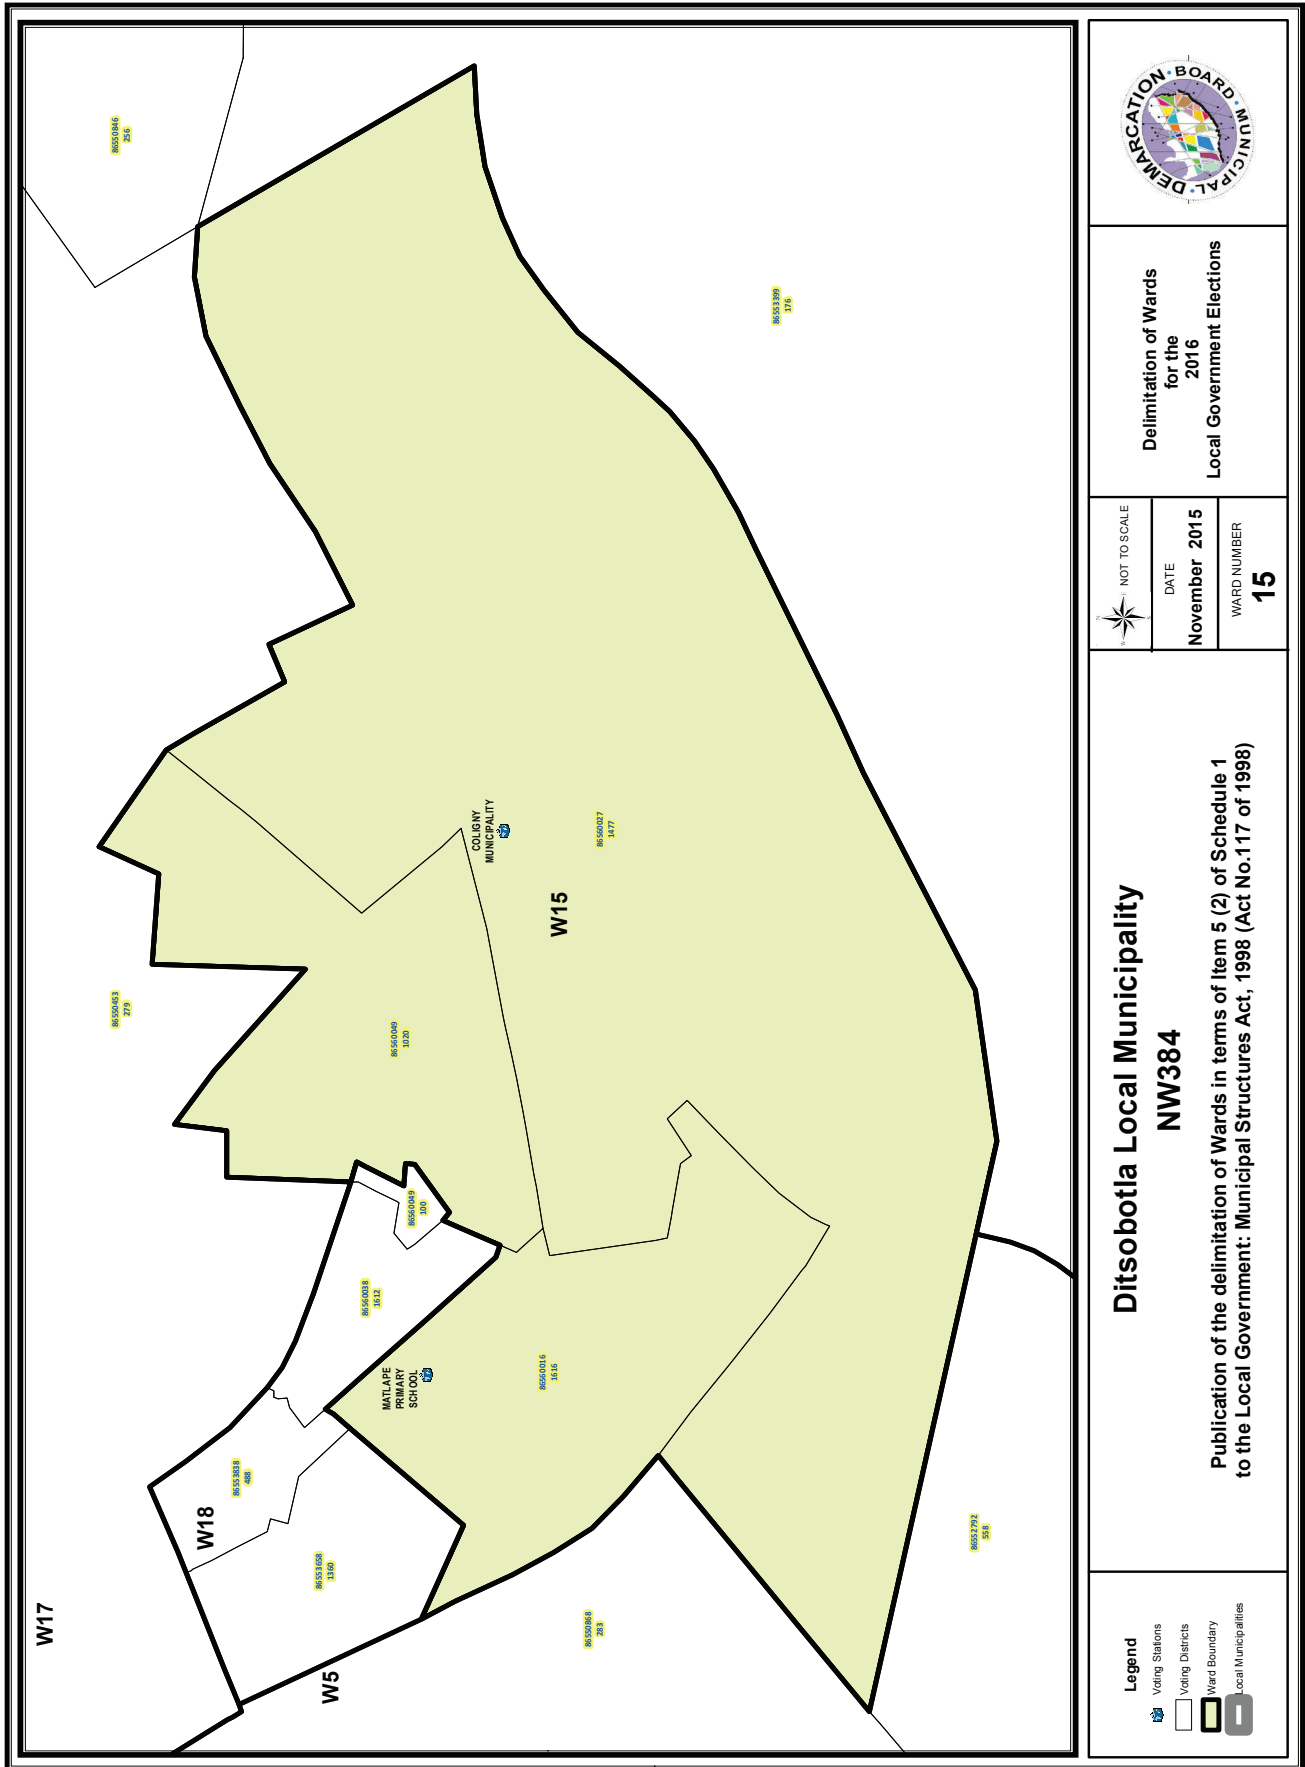 W17
86550846
256
86550453
279
W18
86553838
488
86553658
1360
W5
86560038
1612
86560049
100
86560049
1020
MATLAPE
PRIMARY
SCHOOL
COLIGNY
MUNICIPALITY
86560027
1477
W15
86560016
1616
86553399
176
86550868
283
86552792
558
Legend
Voting Stations
Voting Districts
Ward Boundary
Local Municipalities
Ditsobotla Local Municipality
NW384
Publication of the delimitation of Wards in terms of Item 5 (2) of Schedule 1
to the Local Government: Municipal Structures Act, 1998 (Act No.117 of 1998)
N
W
E
S
NOT TO SCALE
DATE
November 2015
WARD NUMBER
15
Delimitation of Wards
for the
2016
Local Government Elections
MUNICIPAL • DEMARCATION • BOARD •